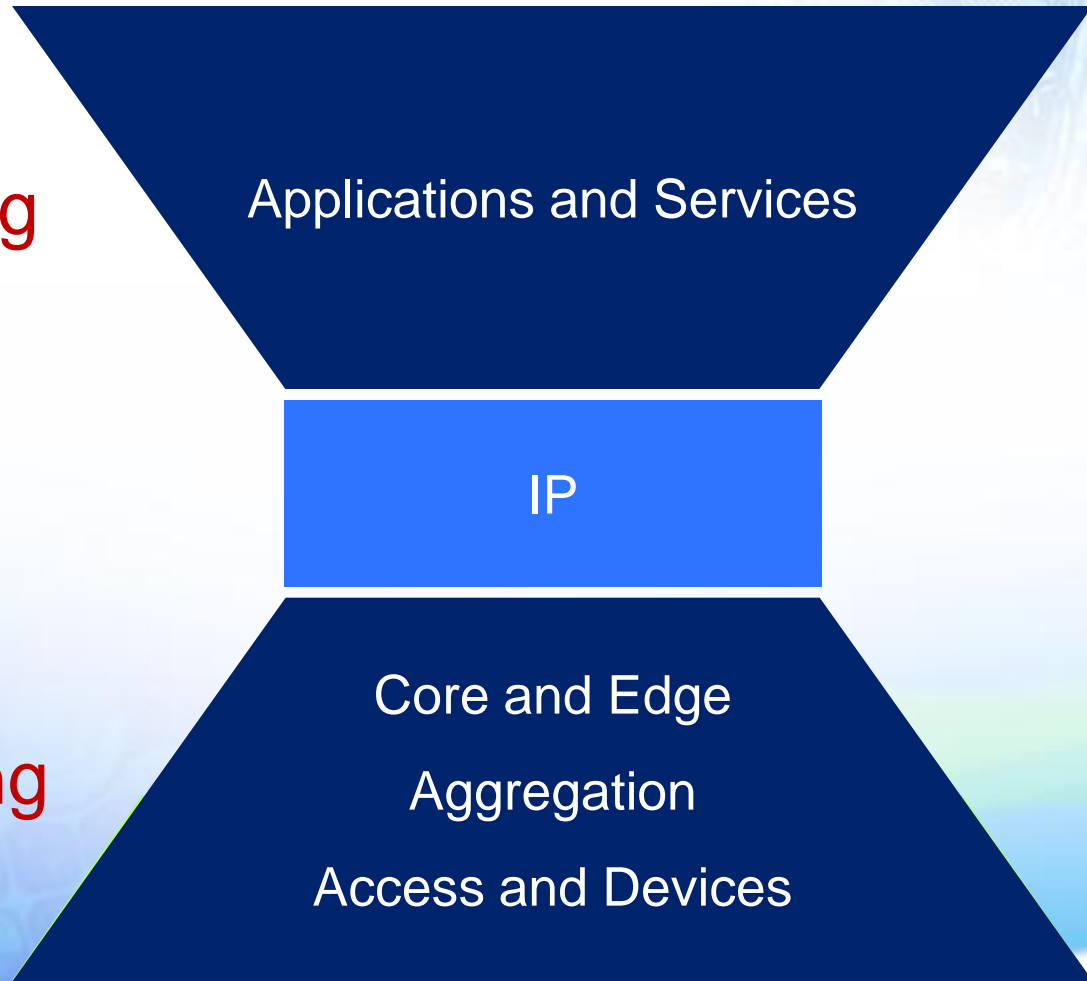 Applications and Services
IP
Core and Edge
Aggregation
Access and Devices